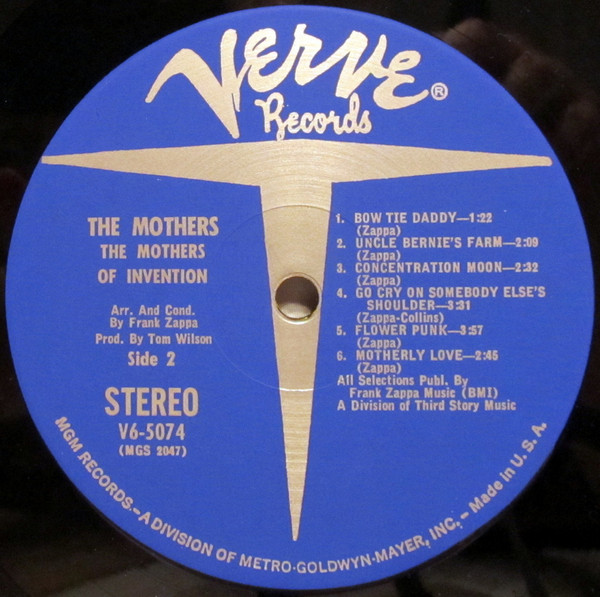 Verve ®
Records
THE MOTHERS
THE MOTHERS
OF INVENTION
Arr. And Cond.
By Frank Zappa
Prod. By Tom Wilson
Side 2
STEREO
V6-5074
(MGS 2047)
1. BOW TIE DADDY—1:22
(Zappa)
2. UNCLE BERNIE'S FARM—2:09
(Zappa)
3. CONCENTRATION MOON—2:32
(Zappa)
4. GO CRY ON SOMEBODY ELSE'S
SHOULDER—3:31
(Zappa-Collins)
5. FLOWER PUNK—3:57
(Zappa)
6. MOTHERLY LOVE—2:45
(Zappa)
All Selections Publ. By
Frank Zappa Music (BMI)
A Division of Third Story Music
MGM RECORDS.—A DIVISION OF METRO-GOLDWYN-MAYER, INC,—Made in U. S. A.